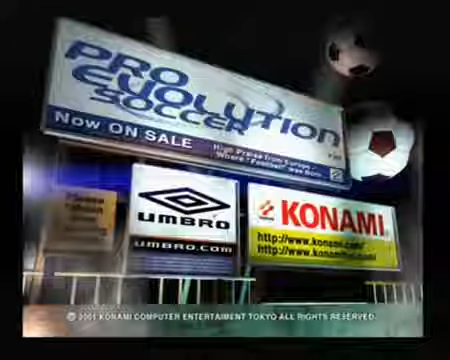 PRO
EVOLUTION
SOCCER
Now ON SALE
High Praise from Europe -
Where "Football" was Born
UMBRO
UMBRO.COM
KONAMI
http://www.konami.com/
© 2001 KONAMI COMPUTER ENTERTAIMENT TOKYO ALL RIGHTS RESERVED.